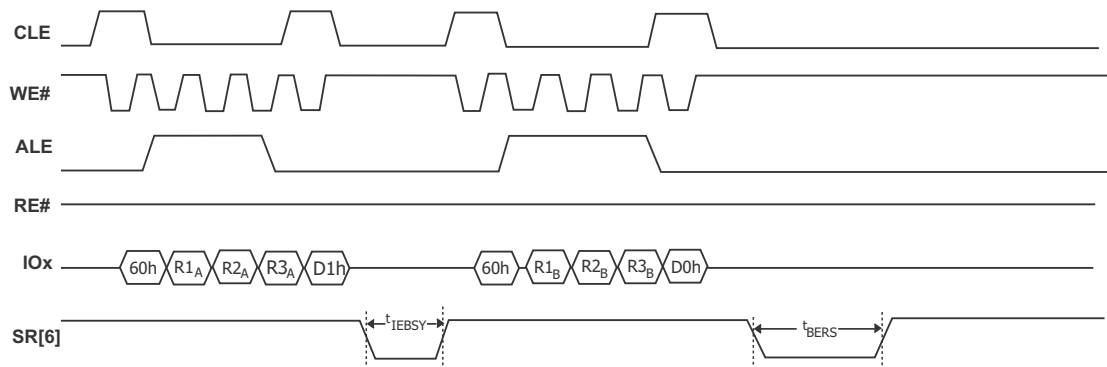 CLE
WE#
ALE
RE#
IOx 60h R1A R2A R3A D1h 60h R1B R2B R3B D0h
SR[6] tIEBSY tBERS